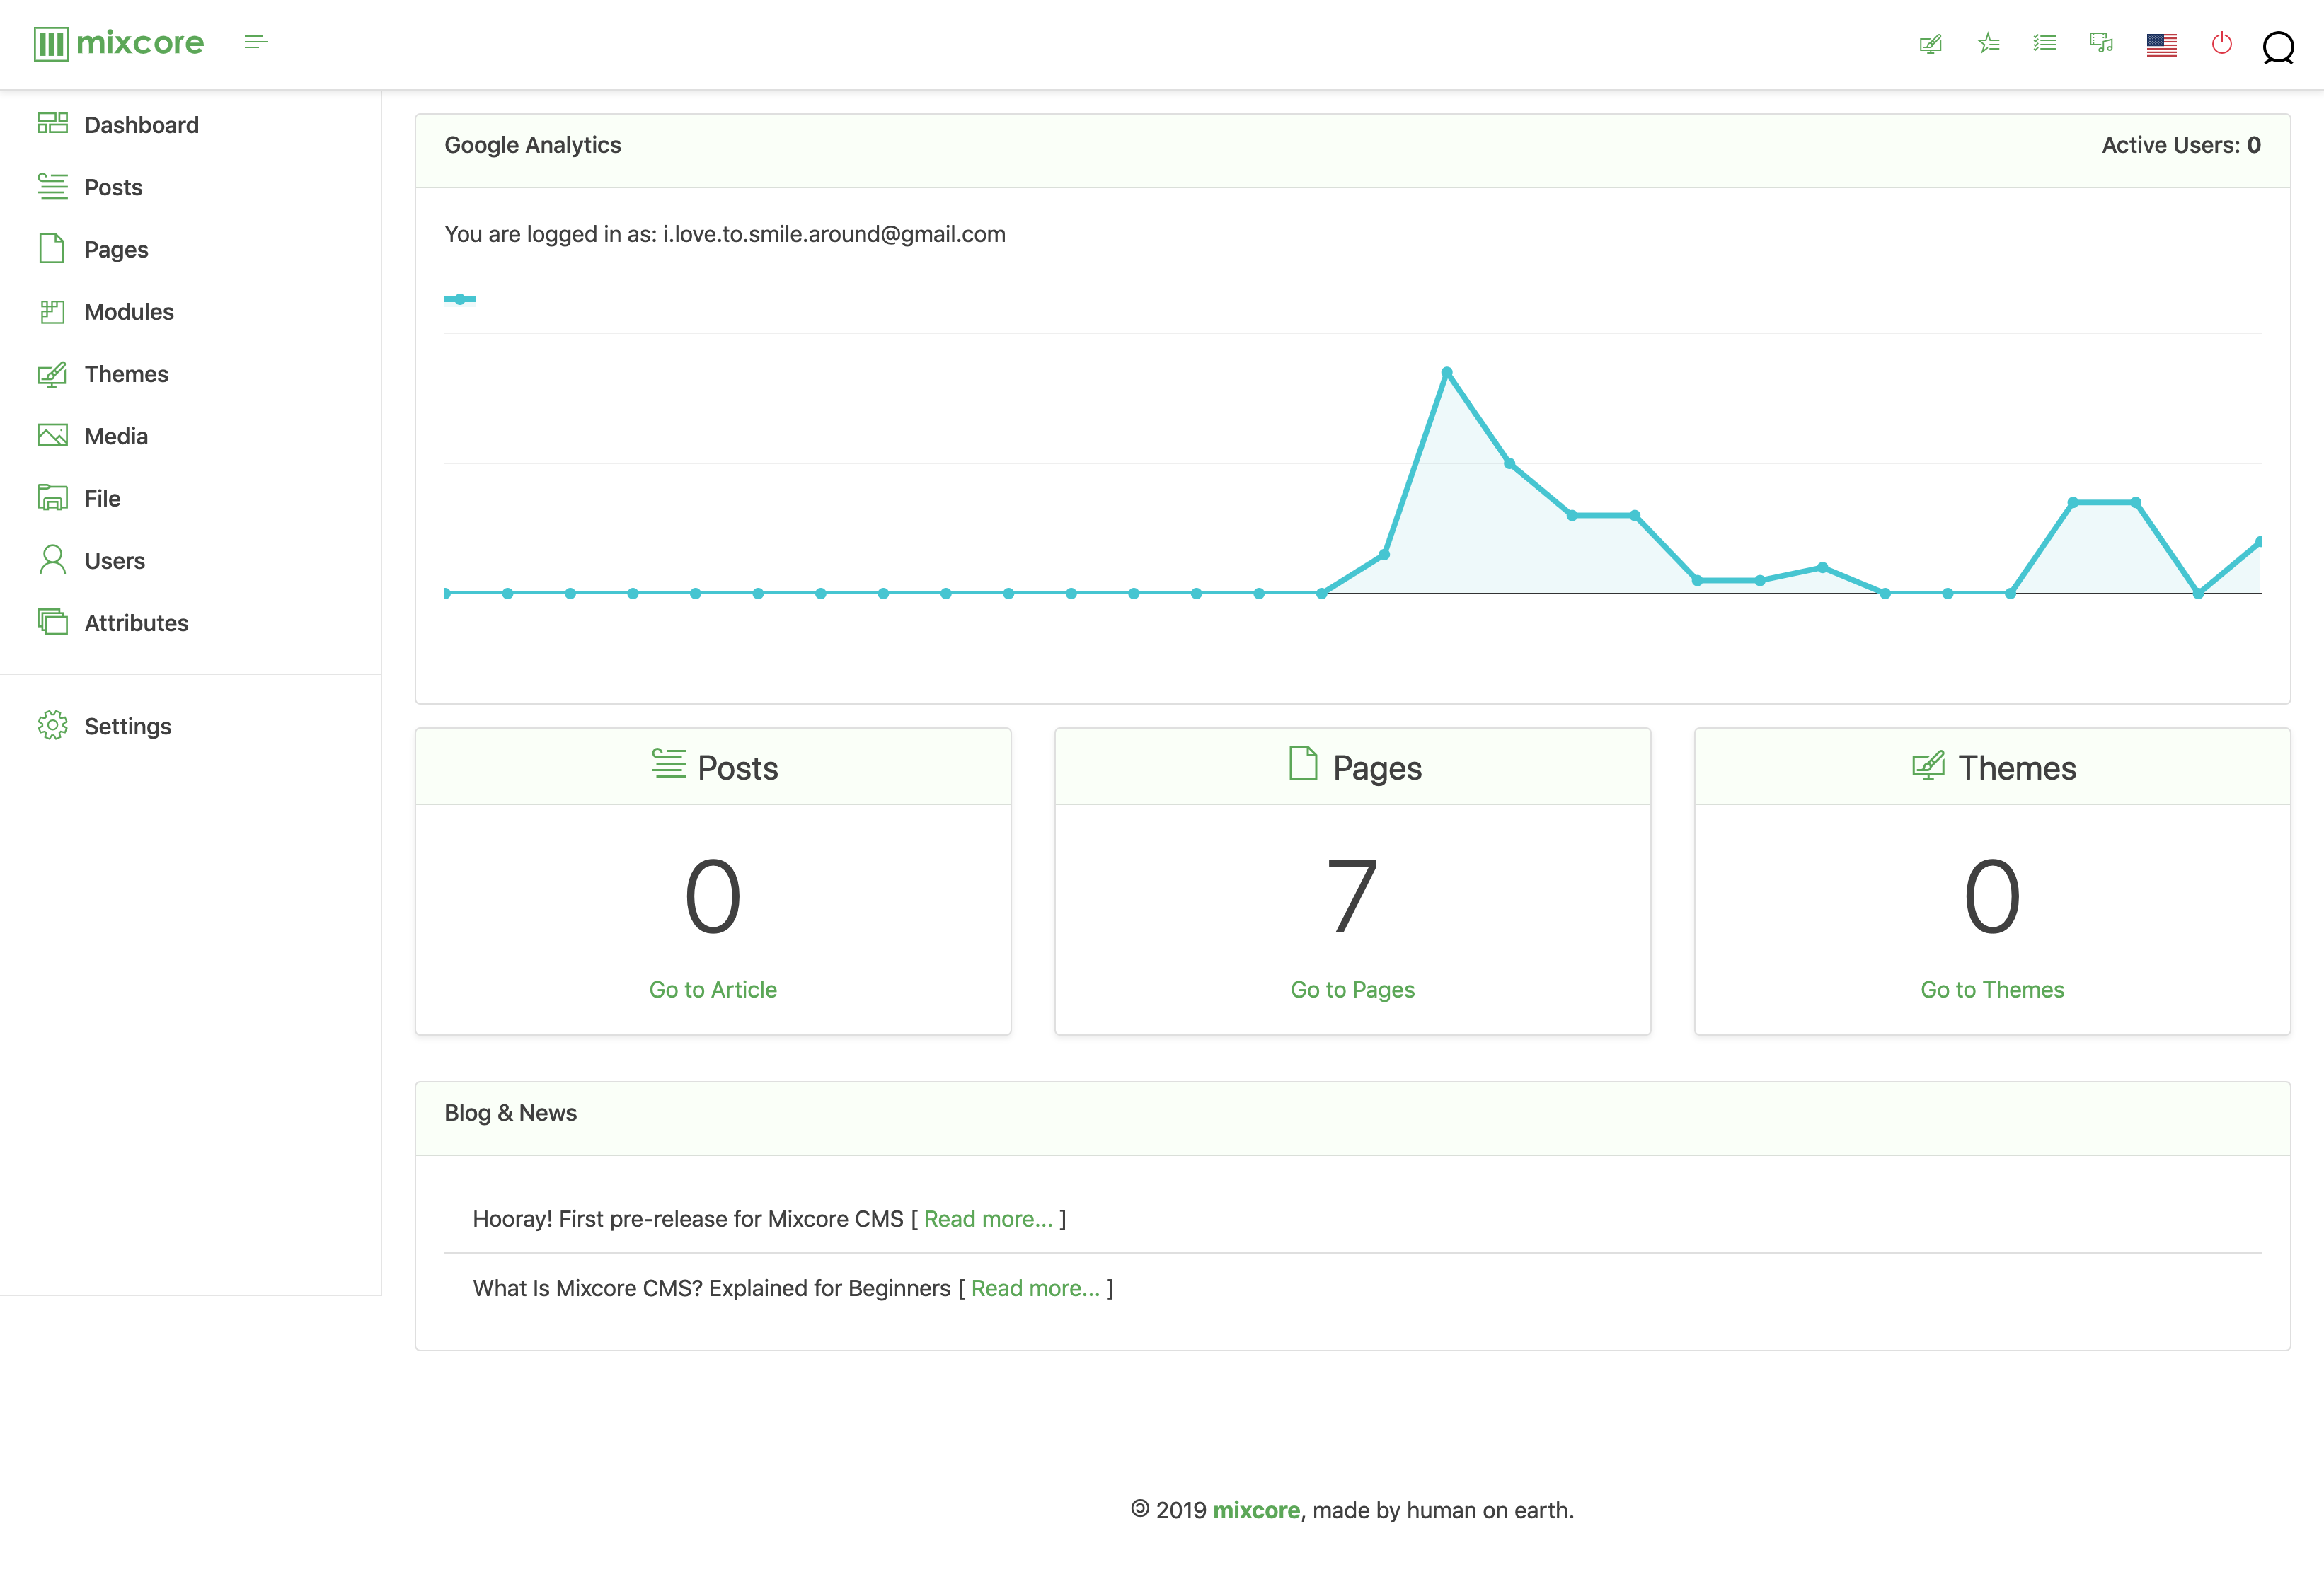 mixcore
Dashboard
Posts
Pages
Modules
Themes
Media
File
Users
Attributes
Settings
Google Analytics
Active Users: 0
You are logged in as: i.love.to.smile.around@gmail.com
Posts
0
Go to Article
Pages
7
Go to Pages
Themes
0
Go to Themes
Blog & News
Hooray! First pre-release for Mixcore CMS [ Read more... ]
What Is Mixcore CMS? Explained for Beginners [ Read more... ]
🄯 2019 mixcore, made by human on earth.